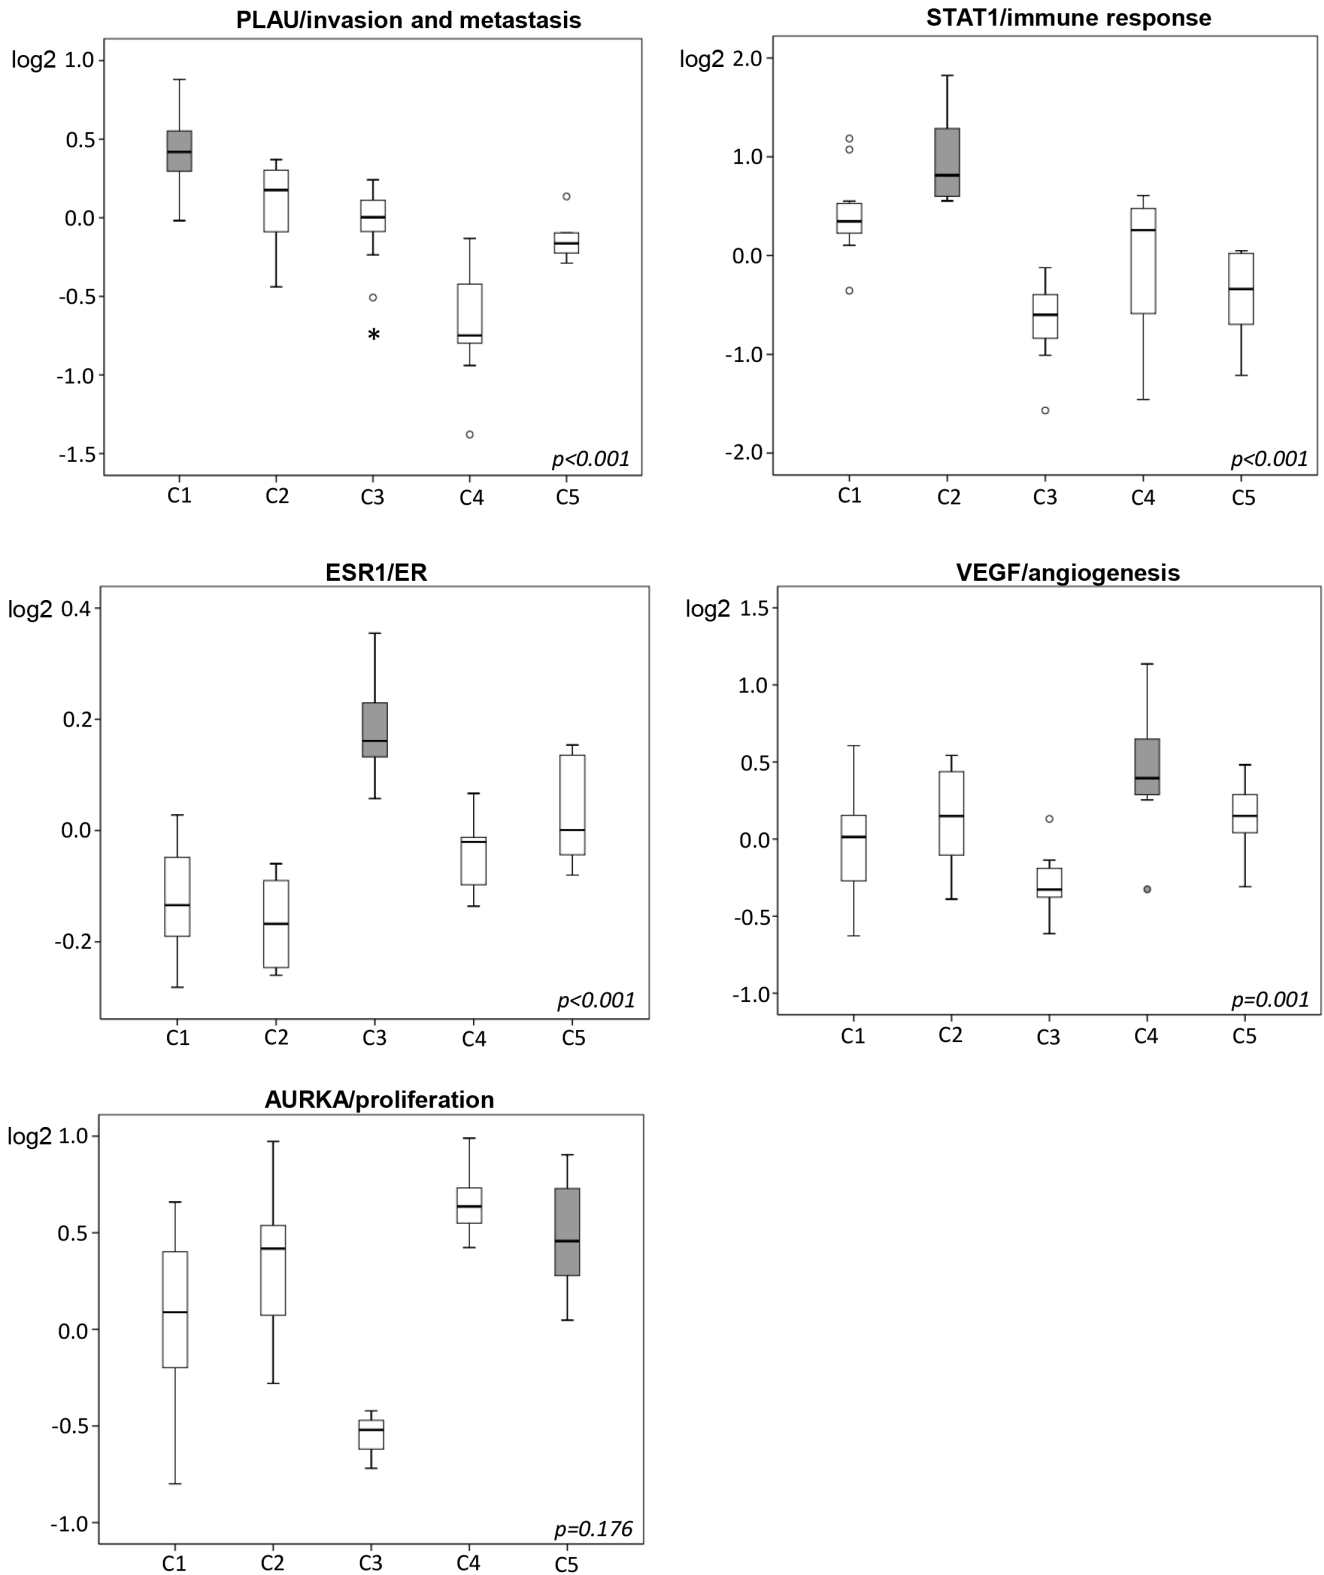 PLAU/invasion and metastasis
log2 1.0
0.5
0.0
-0.5
-1.0
-1.5
*
p<0.001
C1 C2 C3 C4 C5
STAT1/immune response
log2 2.0
1.0
0.0
-1.0
-2.0
p<0.001
C1 C2 C3 C4 C5
ESR1/ER
log2 0.4
0.2
0.0
-0.2
p<0.001
C1 C2 C3 C4 C5
VEGF/angiogenesis
log2 1.5
1.0
0.5
0.0
-0.5
-1.0
p=0.001
C1 C2 C3 C4 C5
AURKA/proliferation
log2 1.0
0.5
0.0
-0.5
-1.0
p=0.176
C1 C2 C3 C4 C5